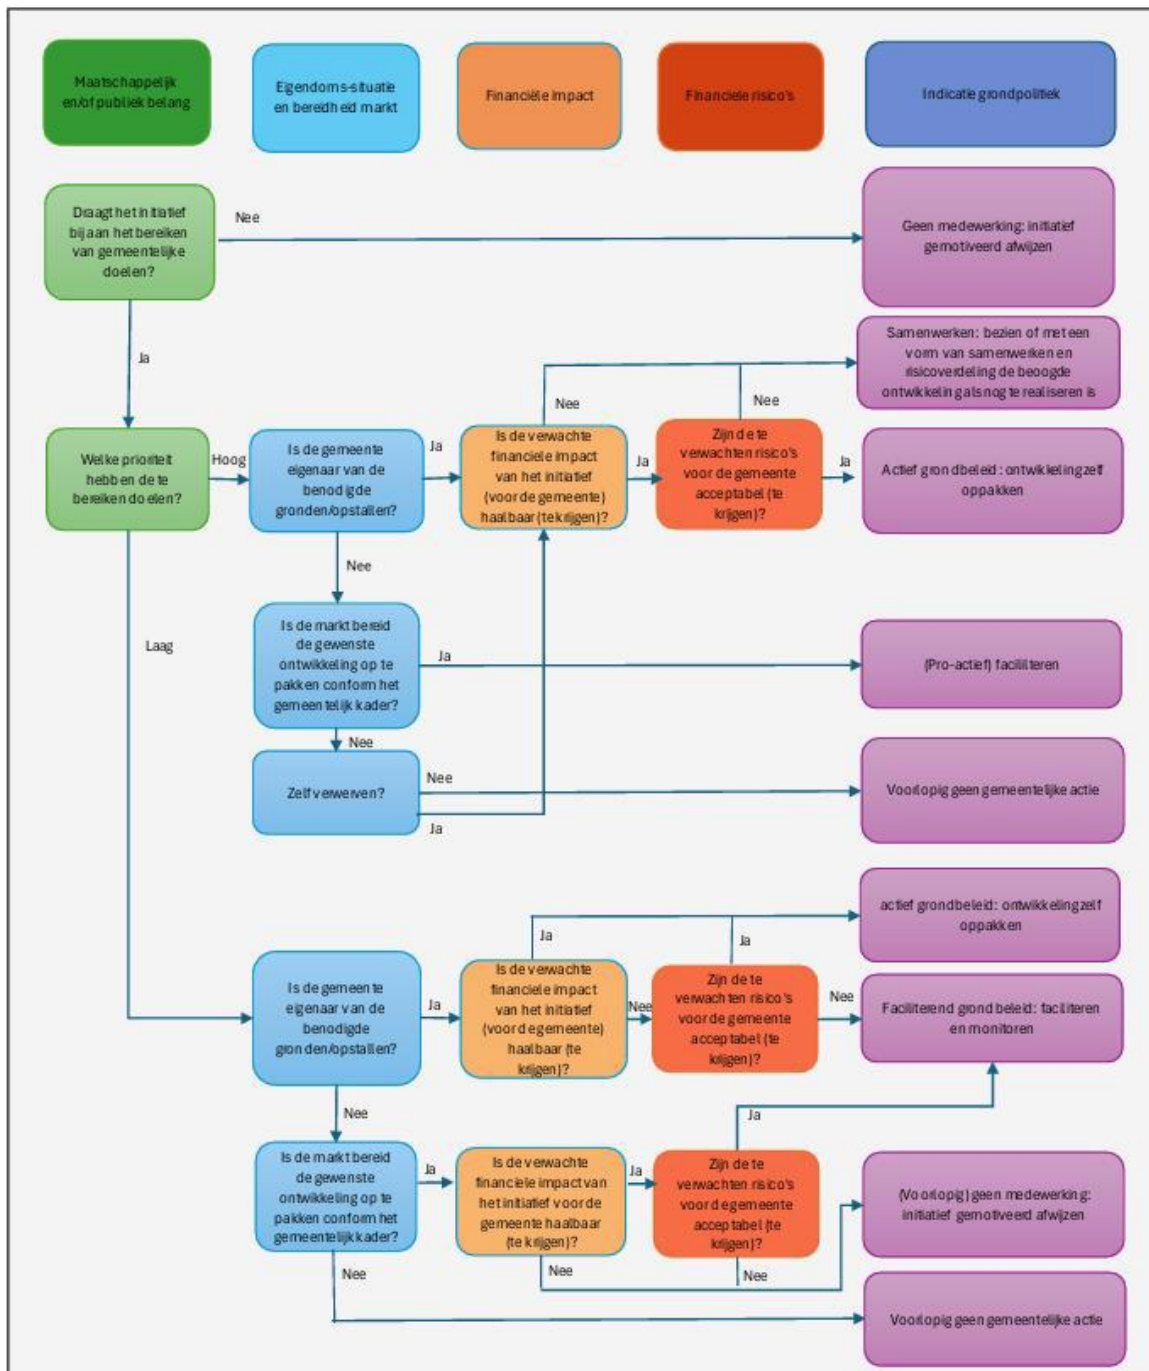 Maatschappelijk
en/of publiek belang
Eigendoms-situatie
en bereidheid markt
Financiële impact
Financiele risico's
Indicatie grondpolitiek
Draagt het initiatief
bij aan het bereiken
van gemeentelijke
doelen?
Nee
Geen medewerking: initiatief
gemotiveerd afwijzen
Ja
Samenwerken: bezien of met een
vorm van samenwerken en
risicoverdeling de beoogde
ontwikkeling alsnog te realiseren is
Nee
Nee
Welke prioriteit
hebben de te
bereiken doelen?
Hoog
Is de gemeente
eigenaar van de
benodigde
gronden/opstallen?
Ja
Is de verwachte
financiele impact
van het initiatief
(voor de gemeente)
haalbaar (te krijgen)?
Ja
Zijn de te
verwachten risico's
voor de gemeente
acceptabel (te
krijgen)?
Ja
Actief grondbeleid: ontwikkeling zelf
oppakken
Nee
Laag
Is de markt bereid
de gewenste
ontwikkeling op te
pakken conform het
gemeentelijk kader?
Ja
(Pro-actief) facililteren
Nee
Zelf verwerven?
Nee
Ja
Voorlopig geen gemeentelijke actie
actief grondbeleid: ontwikkeling zelf
oppakken
Ja
Ja
Is de gemeente
eigenaar van de
benodigde
gronden/opstallen?
Ja
Is de verwachte
financiele impact
van het initiatief
(voor de gemeente)
haalbaar (te
krijgen)?
Nee
Zijn de te
verwachten risico's
voor de gemeente
acceptabel (te
krijgen)?
Nee
Faciliterend grond beleid: faciliteren
en monitoren
Nee
Ja
Is de markt bereid
de gewenste
ontwikkeling op te
pakken conform het
gemeentelijk kader?
Ja
Is de verwachte
financiele impact van
het initiatief voor de
gemeente haalbaar
(te krijgen)?
Ja
Zijn de te
verwachten risico's
voor de gemeente
acceptabel (te
krijgen)?
(Voorlopig) geen medewerking:
initiatief gemotiveerd afwijzen
Nee
Nee
Nee
Voorlopig geen gemeentelijke actie